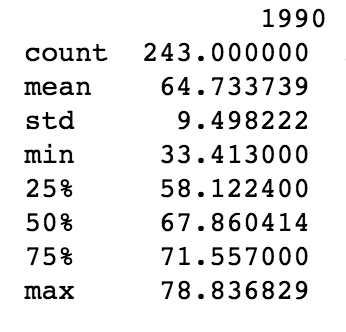 1990
count 243.000000
mean 64.733739
std 9.498222
min 33.413000
25% 58.122400
50% 67.860414
75% 71.557000
max 78.836829